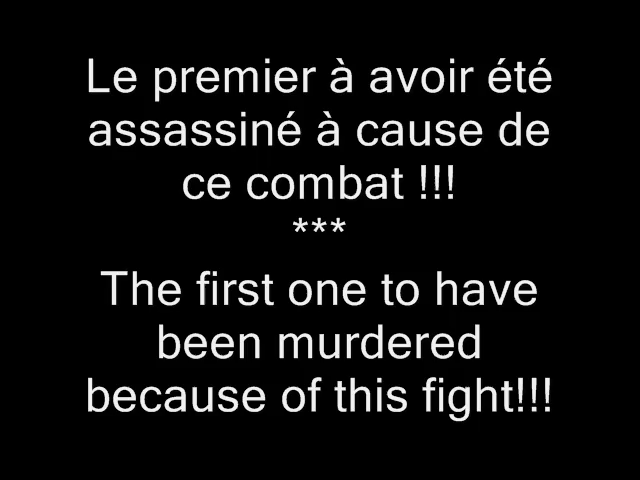 Le premier à avoir été
assassiné à cause de
ce combat !!!
***
The first one to have
been murdered
because of this fight!!!